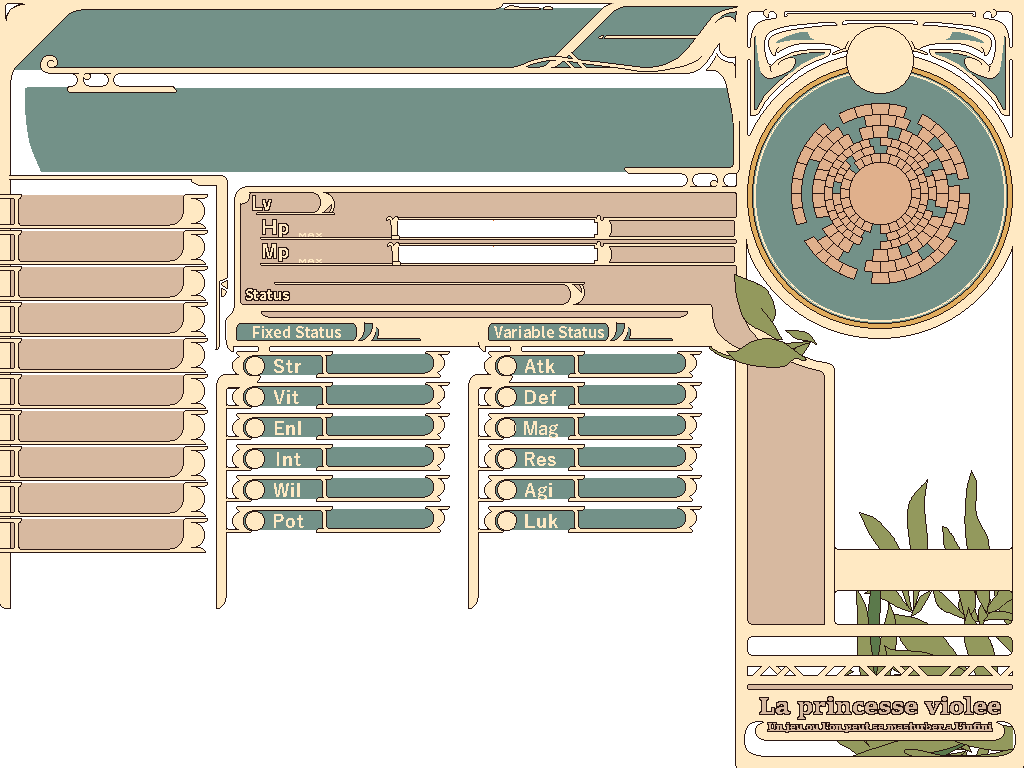 Lv
Hp MAX
Mp MAX
Status
Fixed Status
Variable Status
Str
Atk
Vit
Def
Enl
Mag
Int
Res
Wil
Agi
Pot
Luk
La princesse violee
Un jeu ou l'on peut se masturber a l'infini